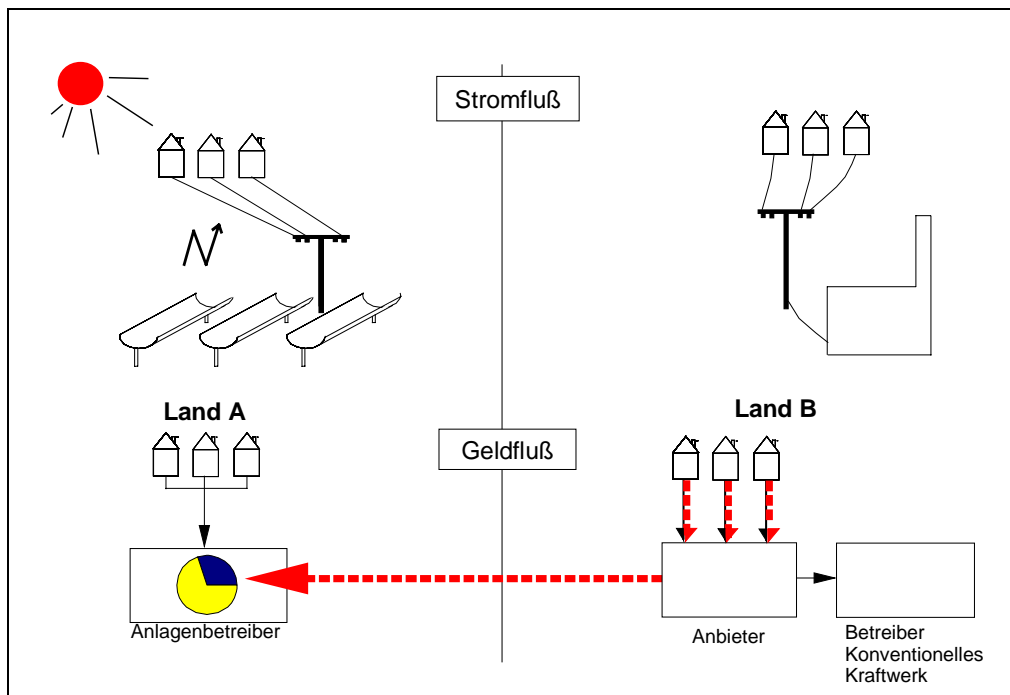 Stromfluß
N
Land A
Land B
Geldfluß
Anlagenbetreiber
Anbieter
Betreiber
Konventionelles
Kraftwerk